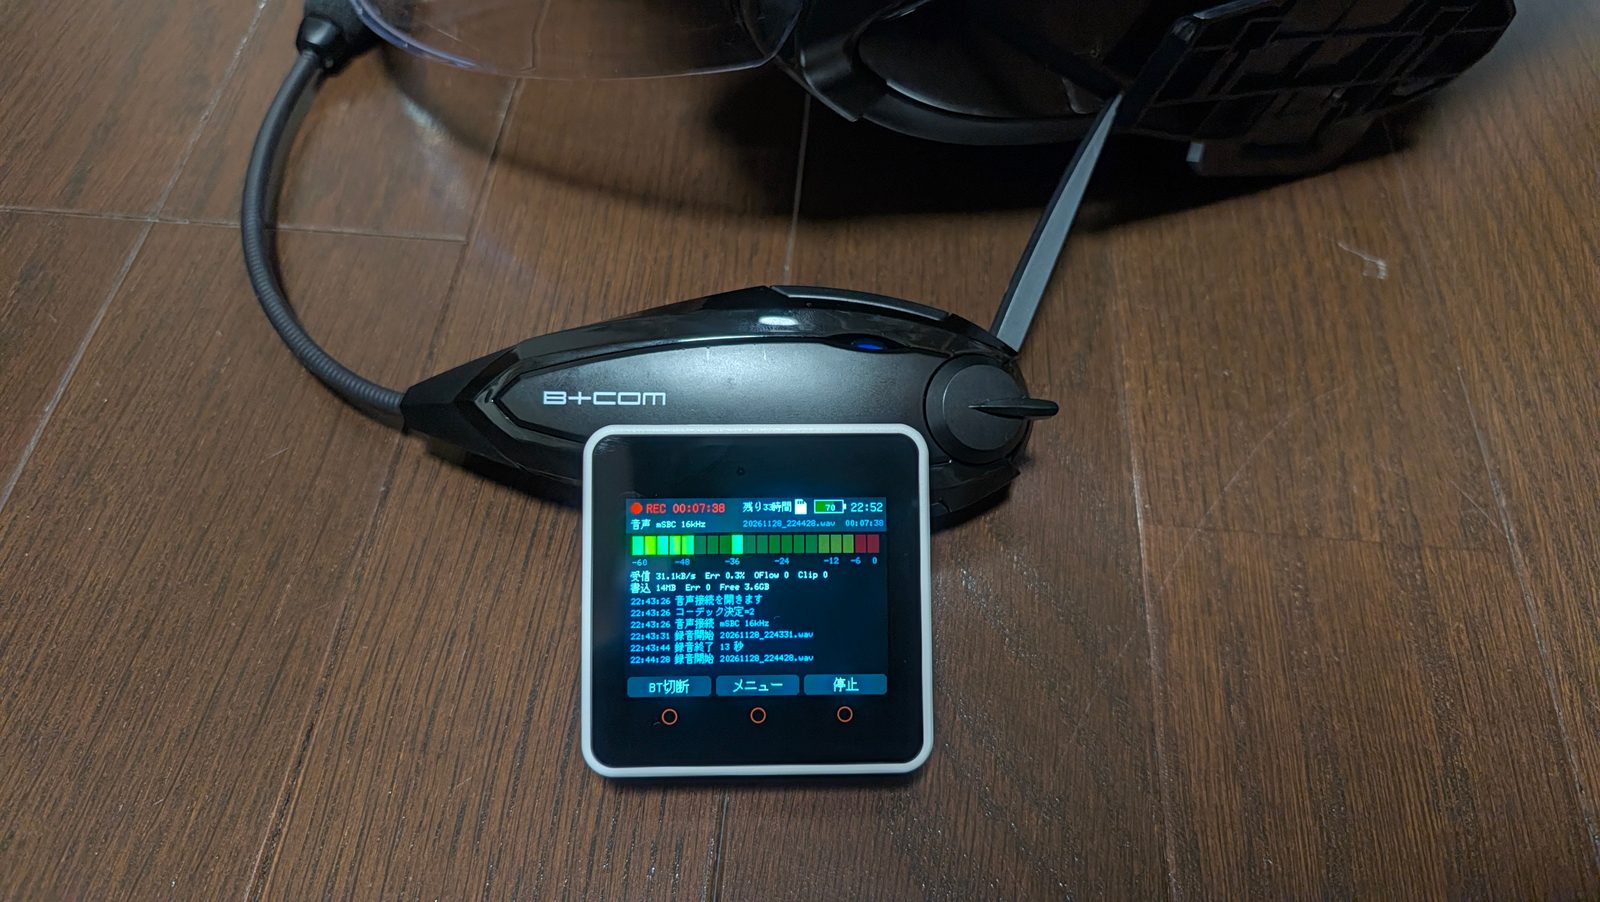 B+COM
REC 00:07:38 残り33時間 70 22:52
音声 mSBC 16kHz 20261128_224428.wav 00:07:38
-60 -48 -36 -24 -12 -6 0
受信 31.1kB/s Err 0.3% OFlow 0 Clip 0
書込 14MB Err 0 Free 3.6GB
22:43:26 音声接続を開きます
22:43:26 コーデック決定=2
22:43:26 音声接続 mSBC 16kHz
22:43:31 録音開始 20261128_224331.wav
22:43:44 録音終了 13 秒
22:44:28 録音開始 20261128_224428.wav
BT切断 メニュー 停止